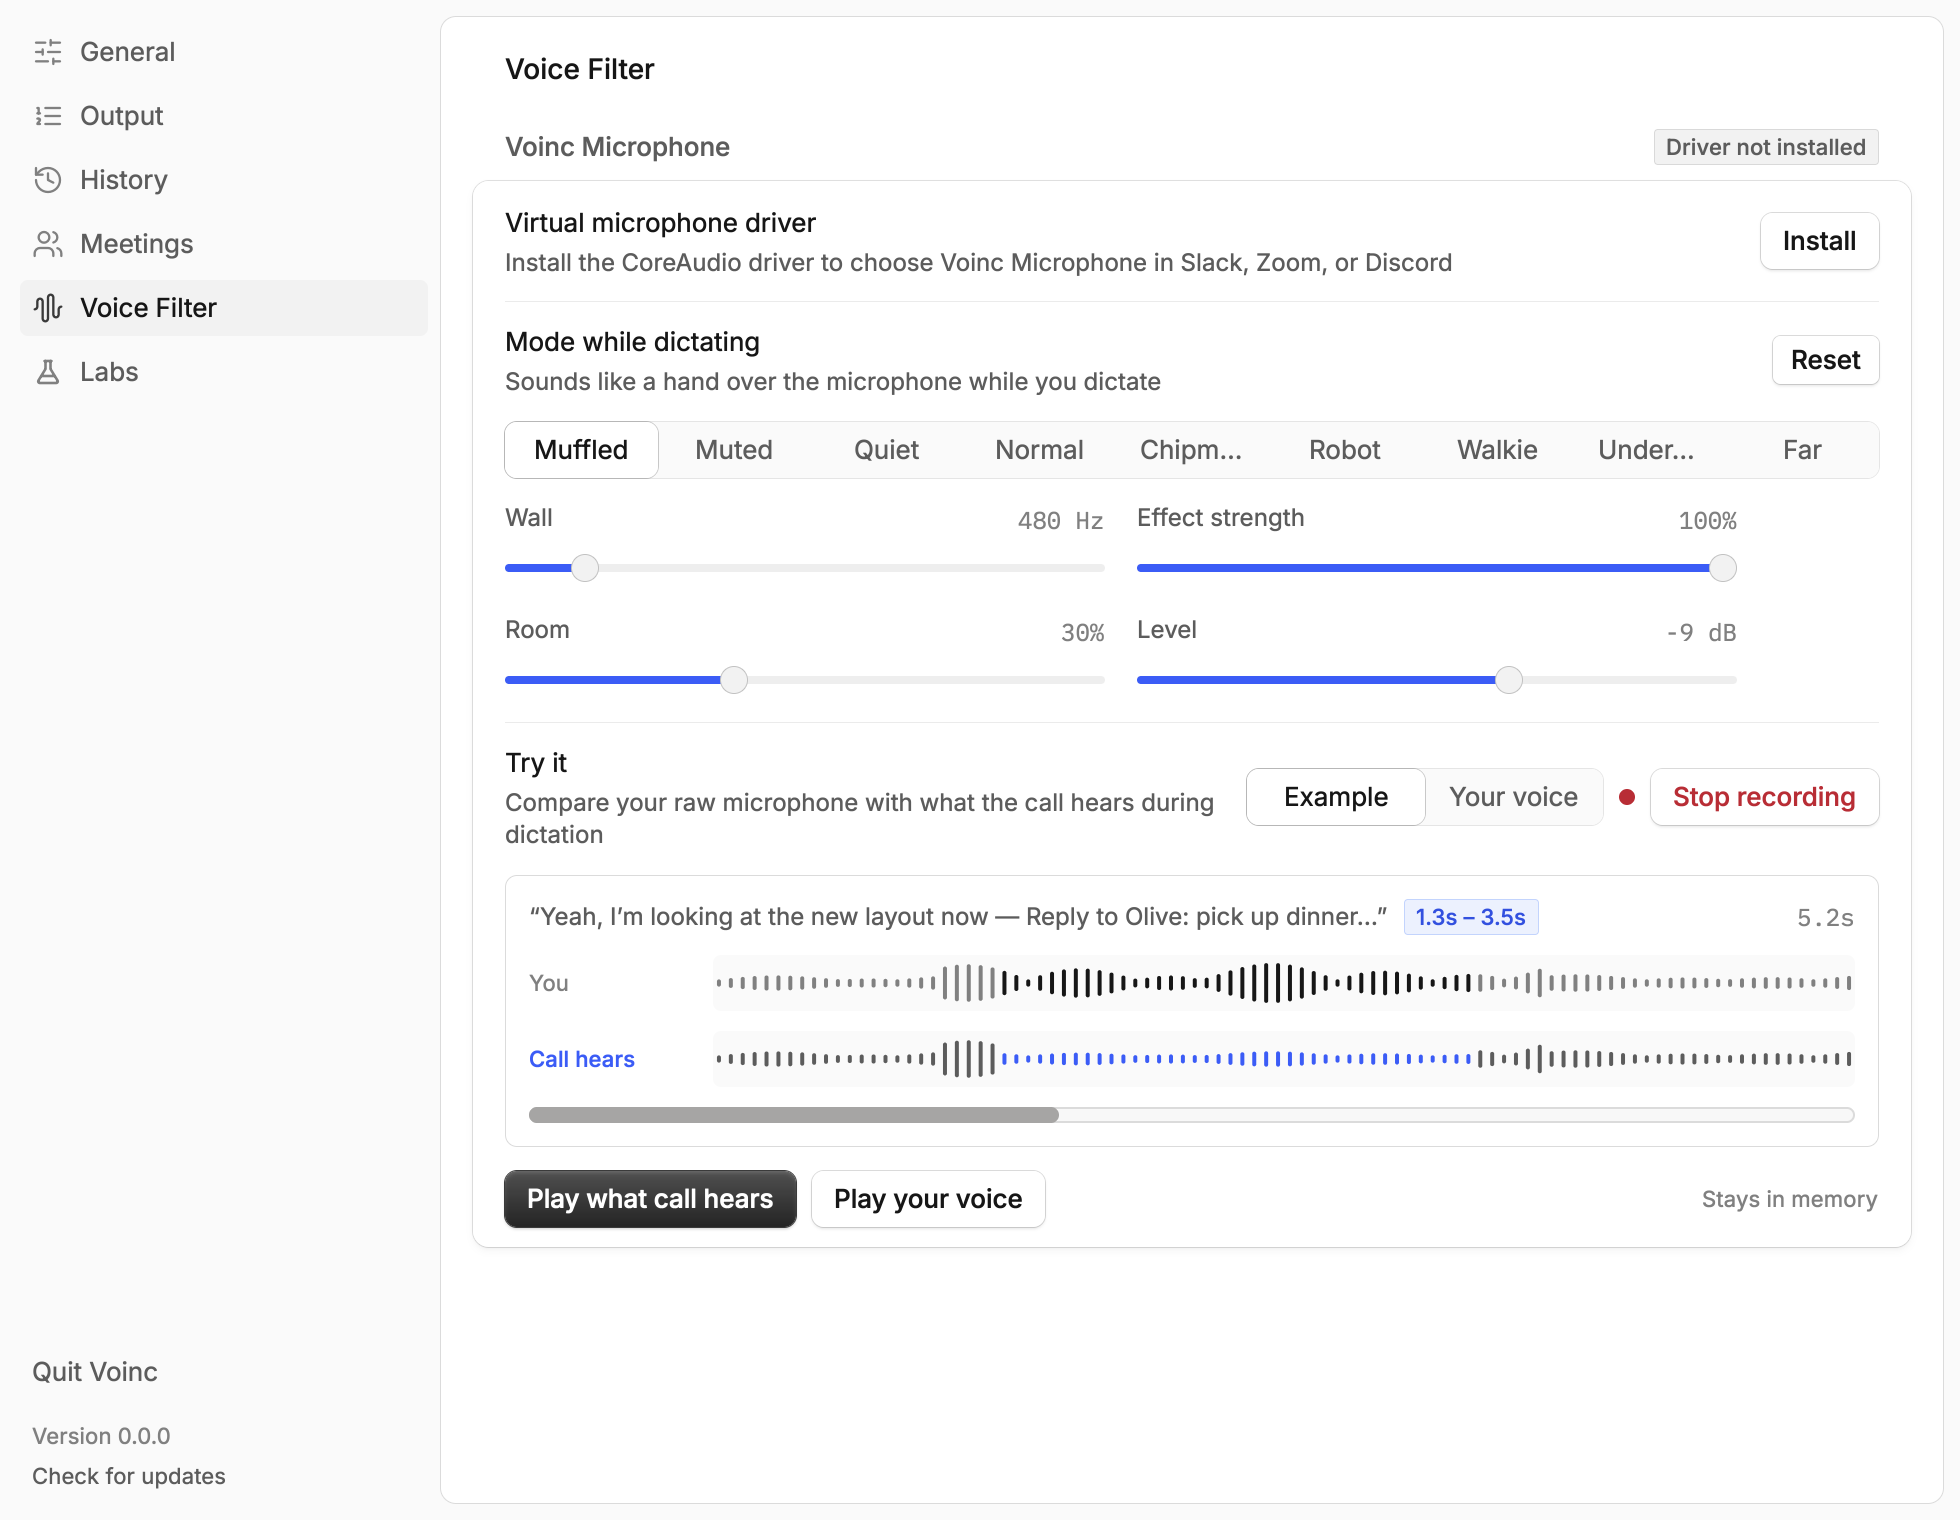 General
Output
History
Meetings
Voice Filter
Labs
Quit Voinc
Version 0.0.0
Check for updates
Voice Filter
Voinc Microphone
Driver not installed
Virtual microphone driver
Install the CoreAudio driver to choose Voinc Microphone in Slack, Zoom, or Discord
Install
Mode while dictating
Sounds like a hand over the microphone while you dictate
Reset
Muffled Muted Quiet Normal Chipm... Robot Walkie Under... Far
Wall 480 Hz
Effect strength 100%
Room 30%
Level -9 dB
Try it
Compare your raw microphone with what the call hears during
dictation
Example Your voice
Stop recording
“Yeah, I’m looking at the new layout now — Reply to Olive: pick up dinner...” 1.3s – 3.5s 5.2s
You
Call hears
Play what call hears
Play your voice
Stays in memory